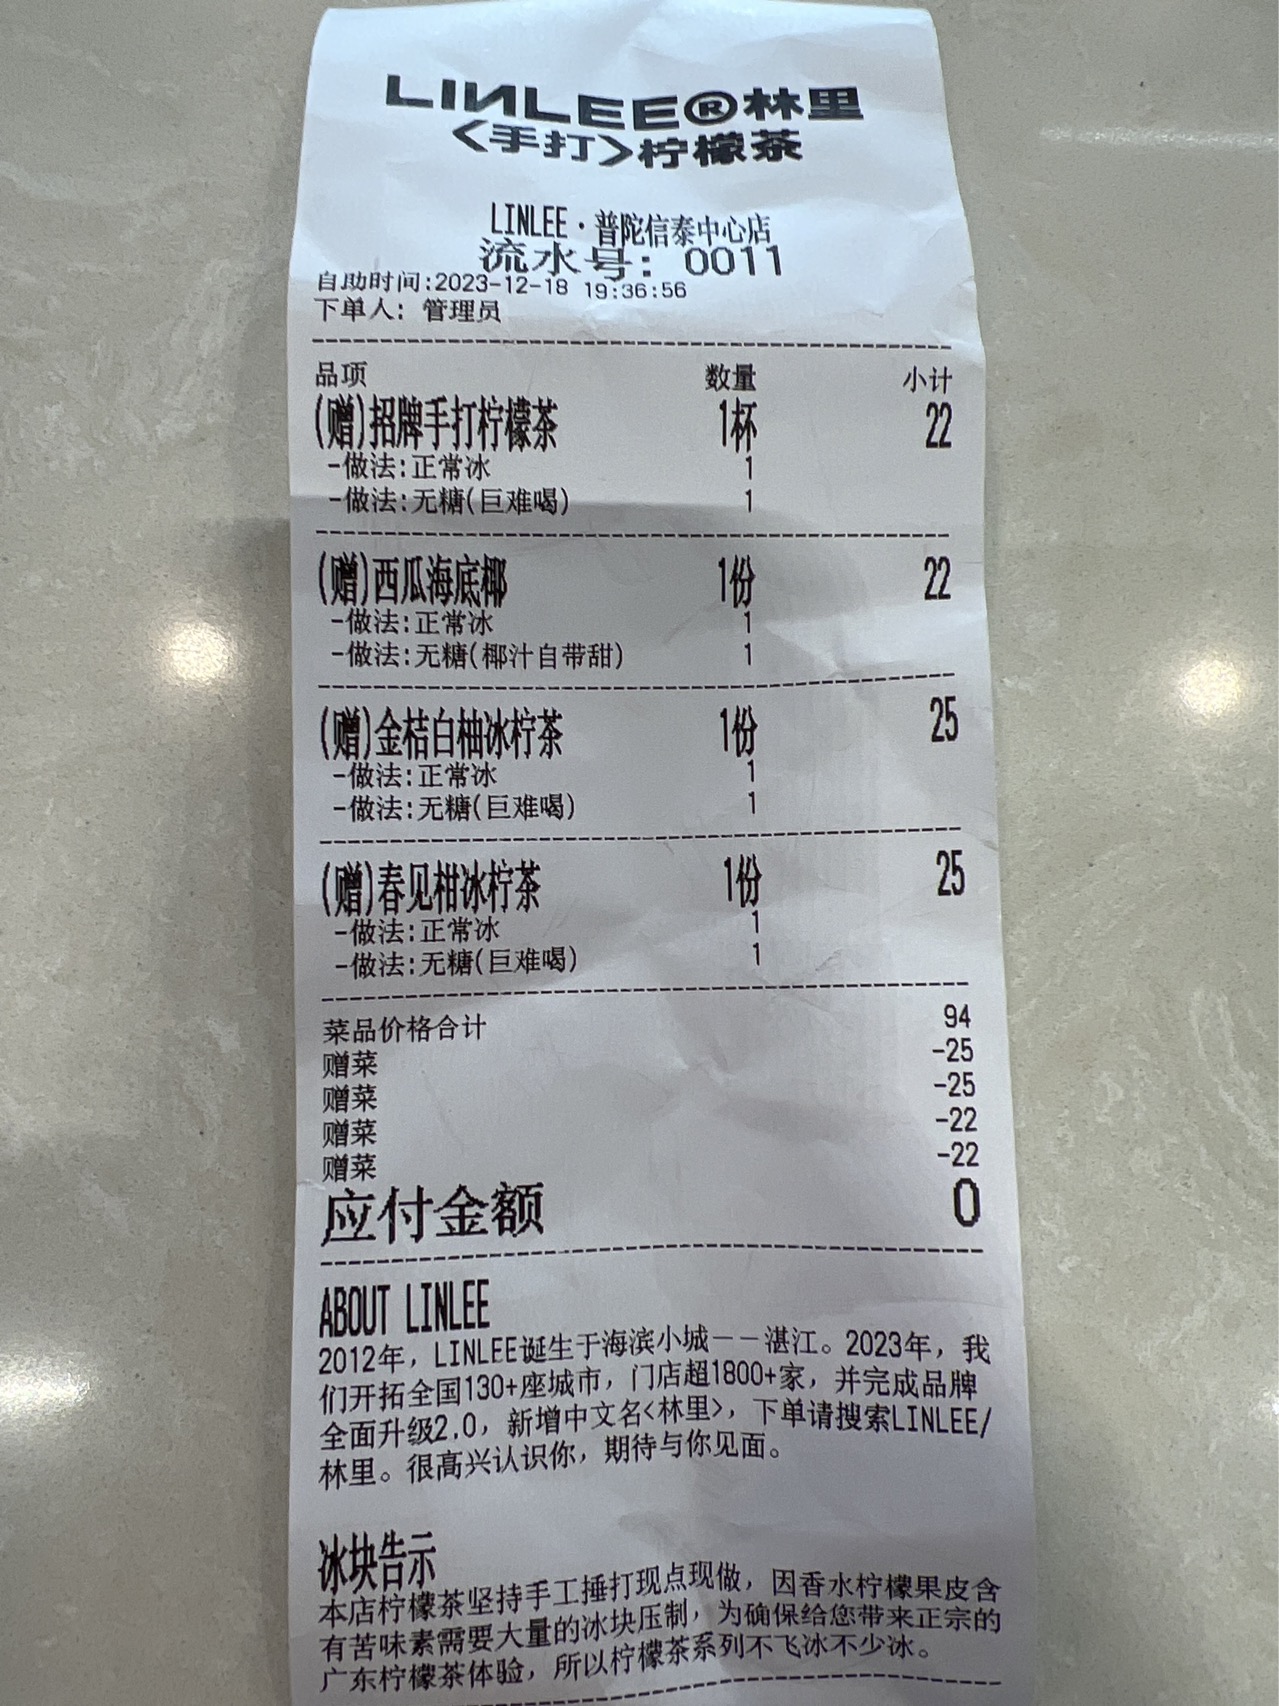 LINLEE®林里
<手打>柠檬茶
LINLEE·普陀信泰中心店
流水号: 0011
自助时间:2023-12-18 19:36:56
下单人: 管理员
品项 数量 小计
(赠)招牌手打柠檬茶 1杯 22
-做法:正常冰 1
-做法:无糖(巨难喝) 1
(赠)西瓜海底椰 1份 22
-做法:正常冰 1
-做法:无糖(椰汁自带甜) 1
(赠)金桔白柚冰柠茶 1份 25
-做法:正常冰 1
-做法:无糖(巨难喝) 1
(赠)春见柑冰柠茶 1份 25
-做法:正常冰 1
-做法:无糖(巨难喝) 1
菜品价格合计 94
赠菜 -25
赠菜 -25
赠菜 -22
赠菜 -22
应付金额 0
ABOUT LINLEE
2012年，LINLEE诞生于海滨小城——湛江。2023年，我
们开拓全国130+座城市，门店超1800+家，并完成品牌
全面升级2.0，新增中文名<林里>，下单请搜索LINLEE/
林里。很高兴认识你，期待与你见面。
冰块告示
本店柠檬茶坚持手工捶打现点现做，因香水柠檬果皮含
有苦味素需要大量的冰块压制，为确保给您带来正宗的
广东柠檬茶体验，所以柠檬茶系列不飞冰不少冰。